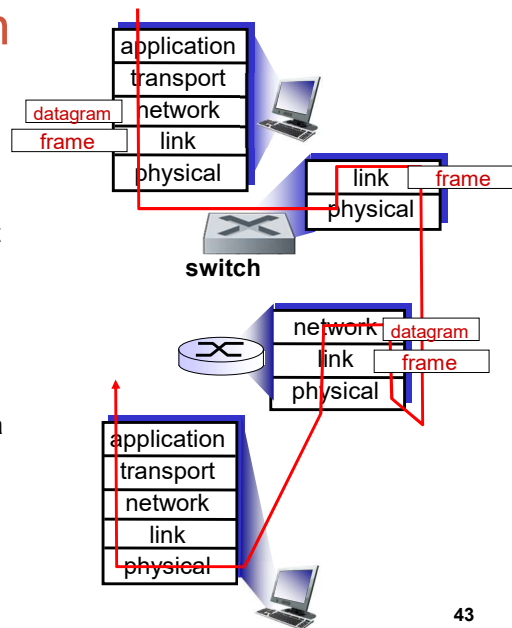 n
application
transport
datagram network
frame link
physical
link frame
physical
t
switch
network datagram
link frame
physical
a
application
transport
network
link
physical
43